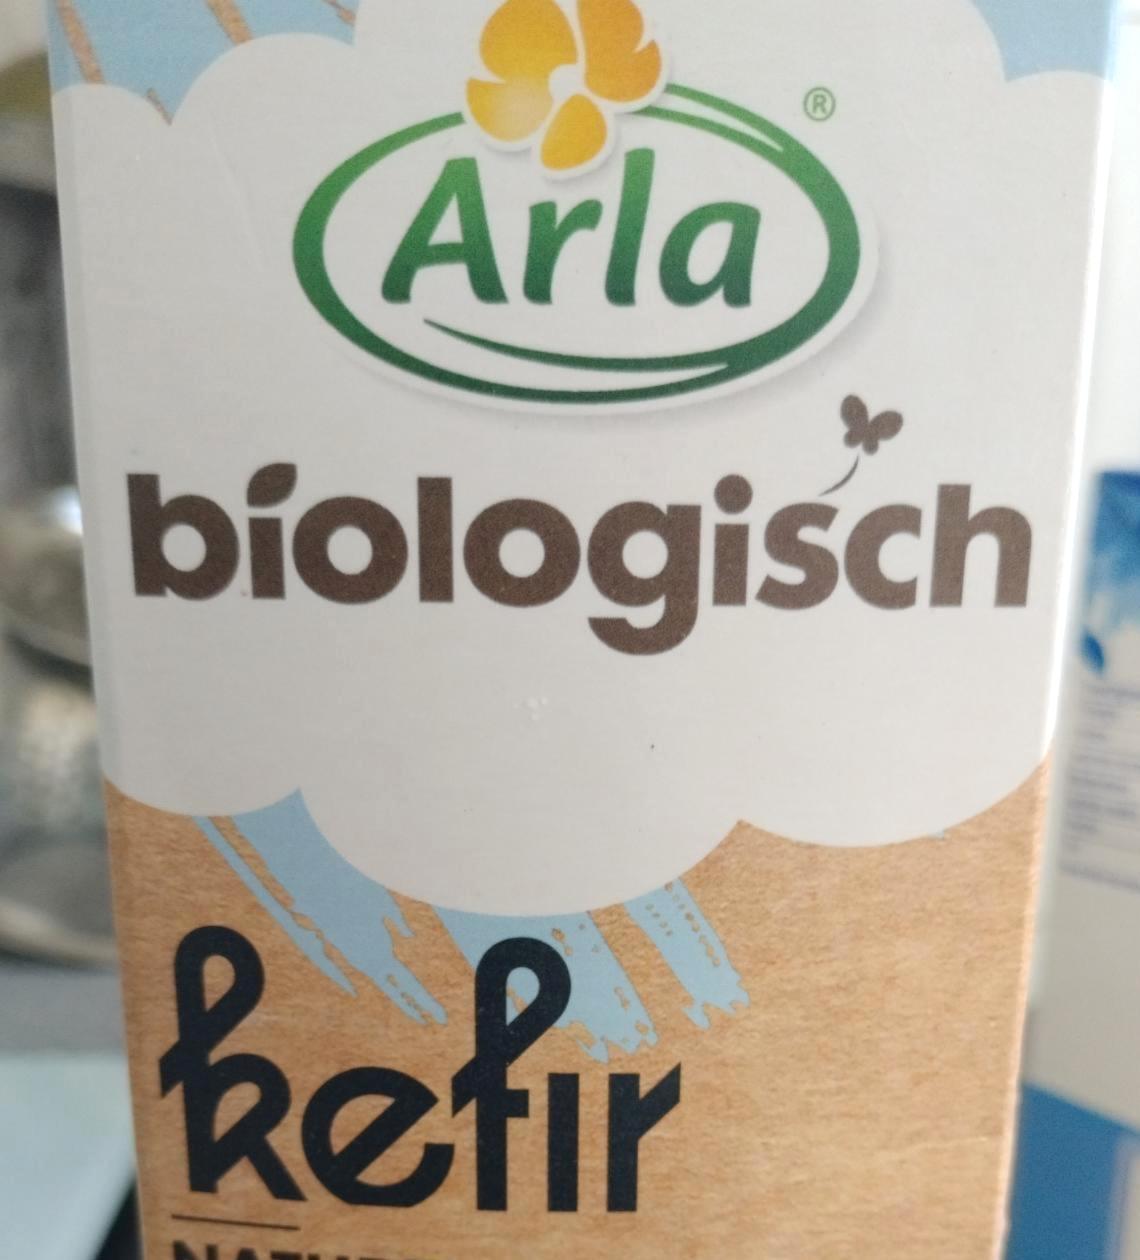 Arla ®
biologisch
kefir